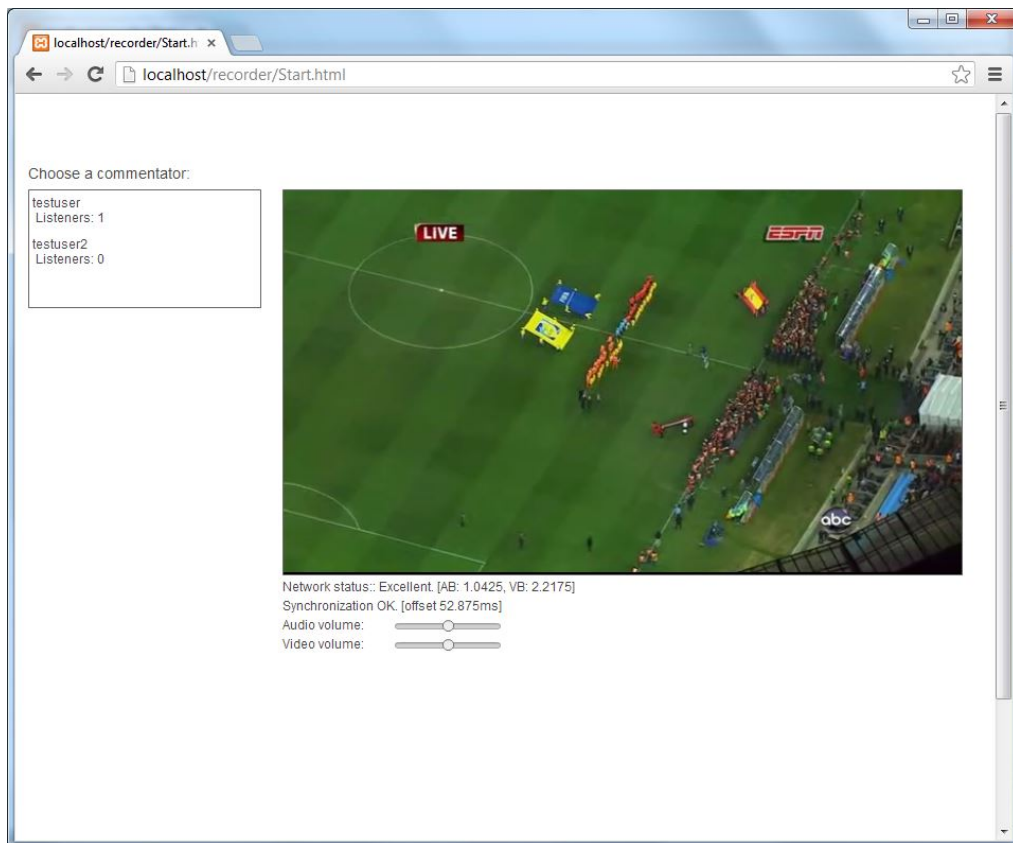 localhost/recorder/Start.h
localhost/recorder/Start.html
Choose a commentator:
testuser
Listeners: 1
testuser2
Listeners: 0
LIVE
ESPN
abc
Network status:: Excellent. [AB: 1.0425, VB: 2.2175]
Synchronization OK. [offset 52.875ms]
Audio volume:
Video volume: